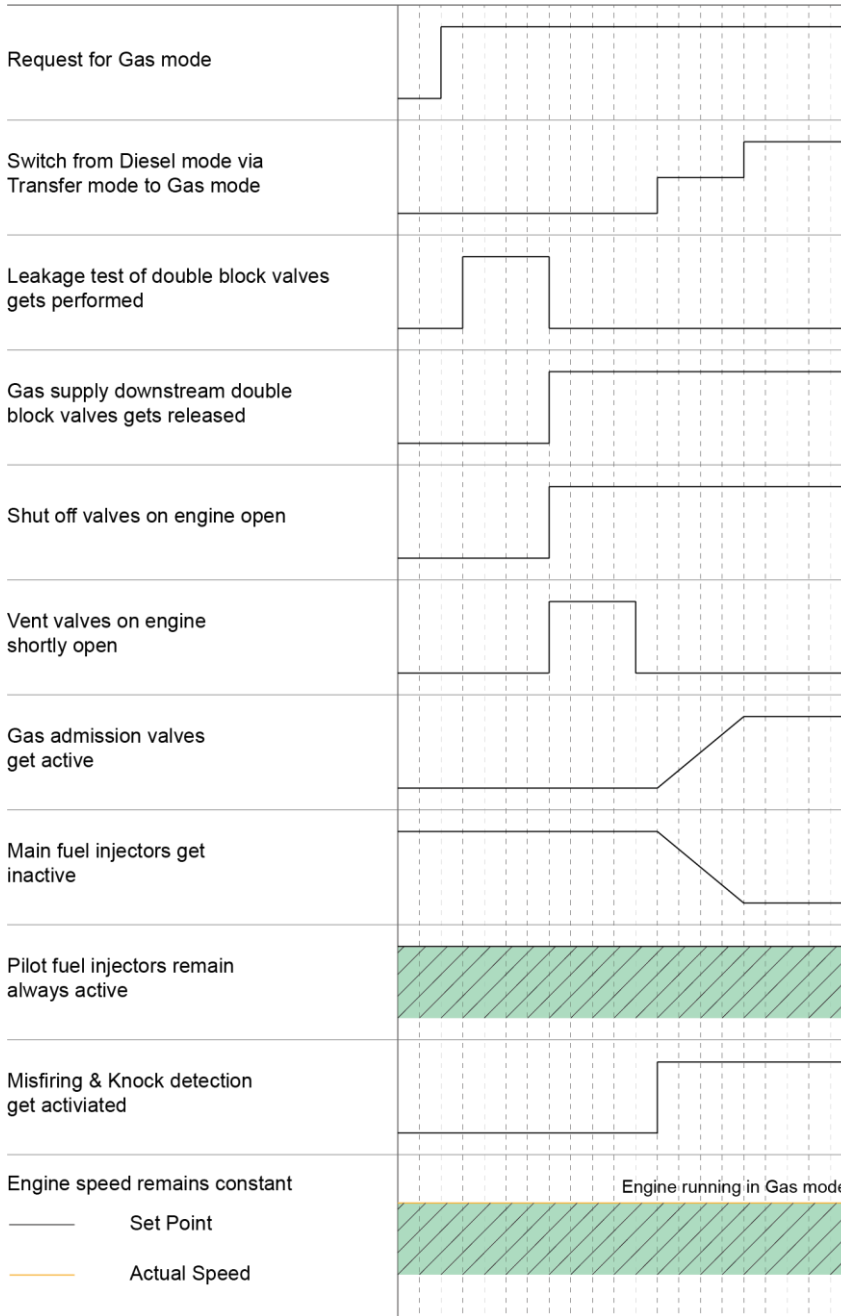 Request for Gas mode
Switch from Diesel mode via
Transfer mode to Gas mode
Leakage test of double block valves
gets performed
Gas supply downstream double
block valves gets released
Shut off valves on engine open
Vent valves on engine
shortly open
Gas admission valves
get active
Main fuel injectors get
inactive
Pilot fuel injectors remain
always active
Misfiring & Knock detection
get activiated
Engine speed remains constant
Engine running in Gas mode
Set Point
Actual Speed